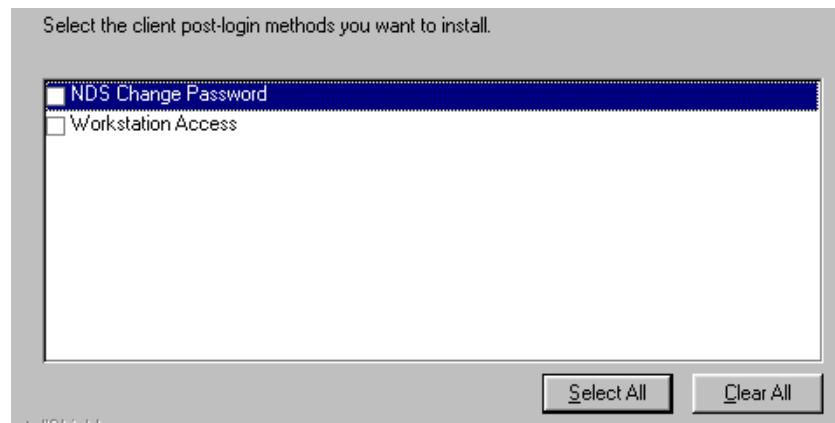 Select the client post-login methods you want to install.
NDS Change Password
Workstation Access
Select All
Clear All